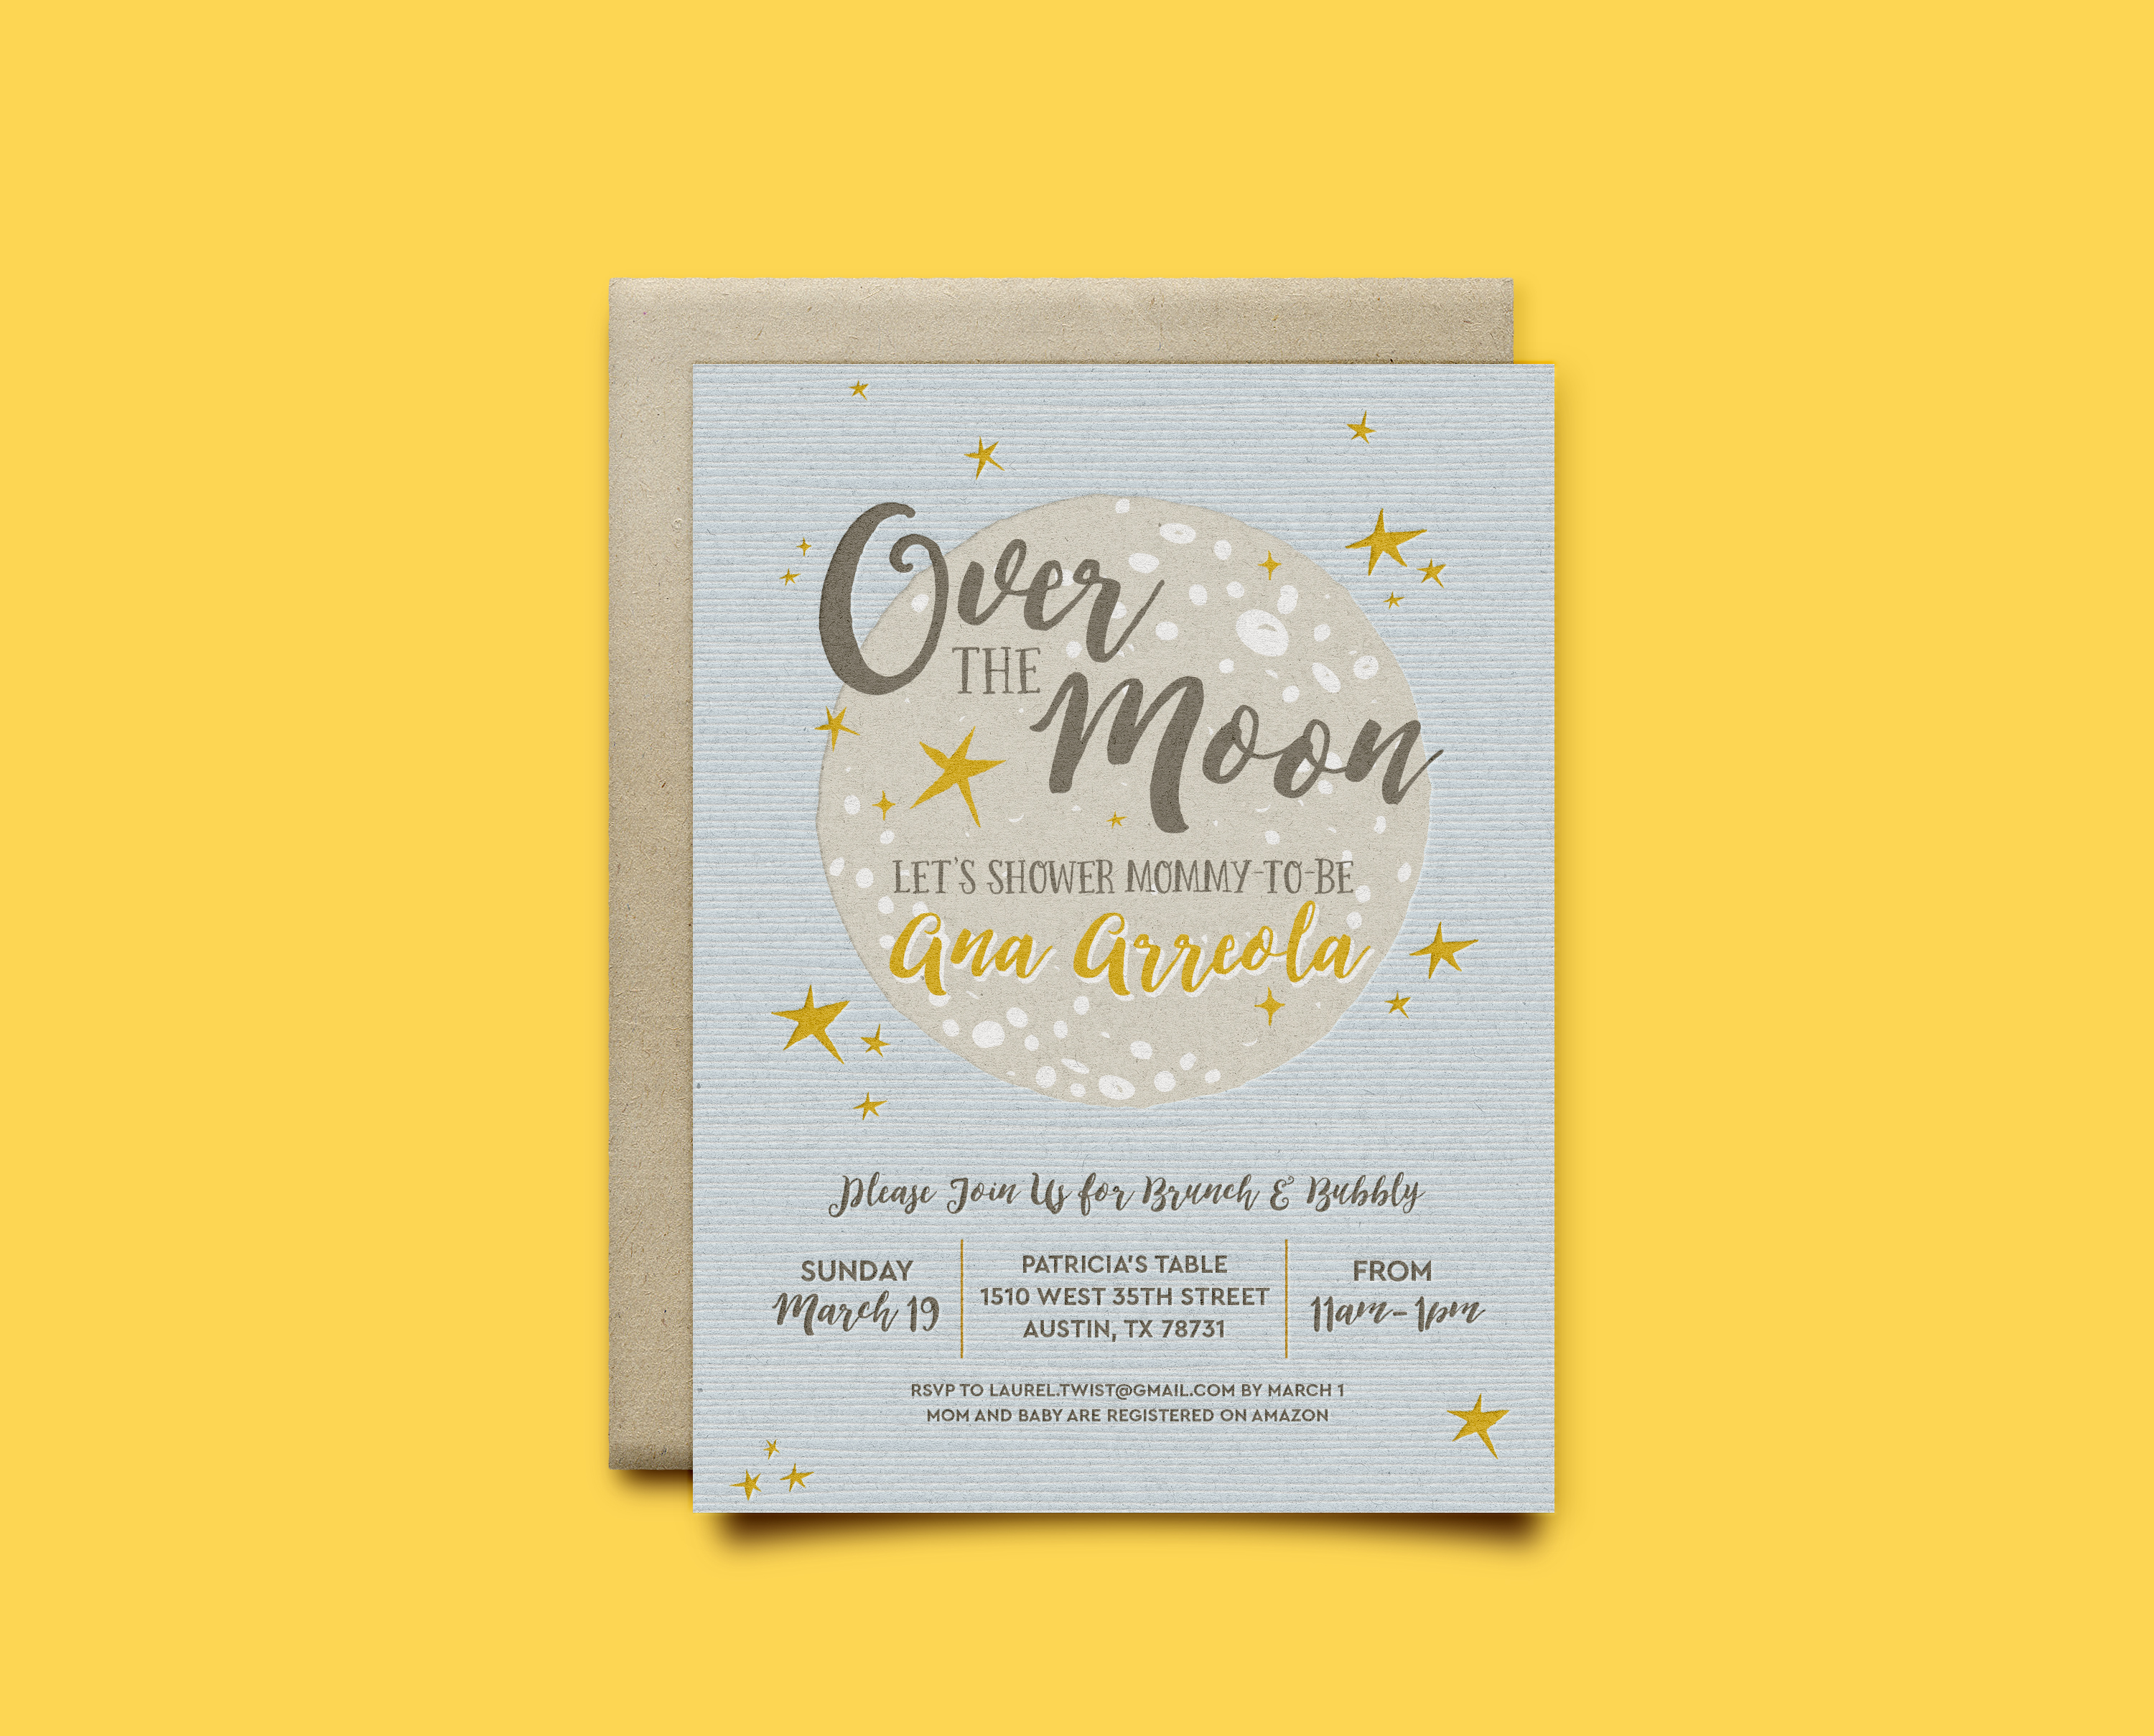 Over
THE
Moon
LET'S SHOWER MOMMY-TO-BE
Ana Arreola
Please Join Us for Brunch & Bubbly
SUNDAY
March 19
PATRICIA'S TABLE
1510 WEST 35TH STREET
AUSTIN, TX 78731
FROM
11am-1pm
RSVP TO LAUREL.TWIST@GMAIL.COM BY MARCH 1
MOM AND BABY ARE REGISTERED ON AMAZON